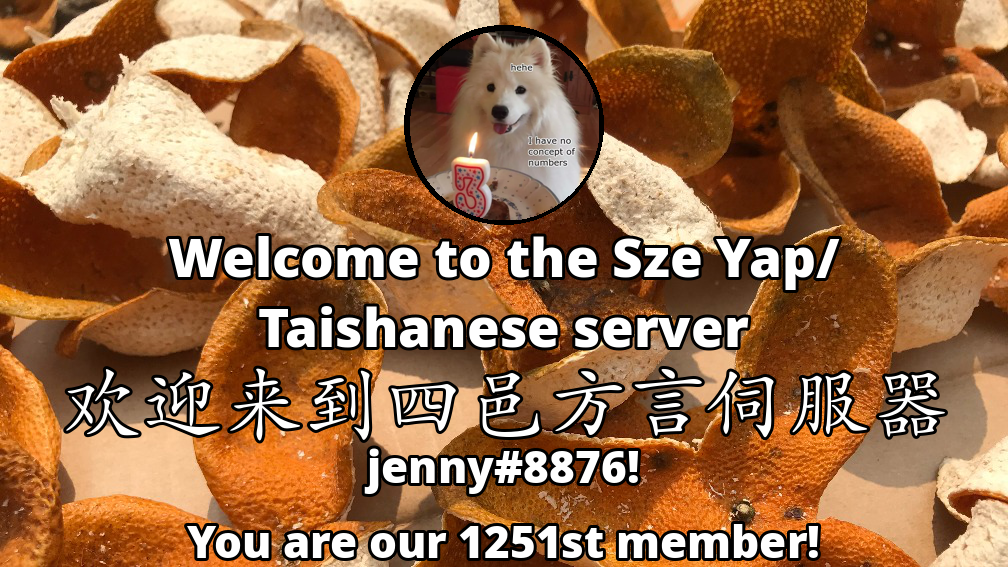 hehe
I have no
concept of
numbers
3
Welcome to the Sze Yap/
Taishanese server
欢迎来到四邑方言伺服器
jenny#8876!
You are our 1251st member!